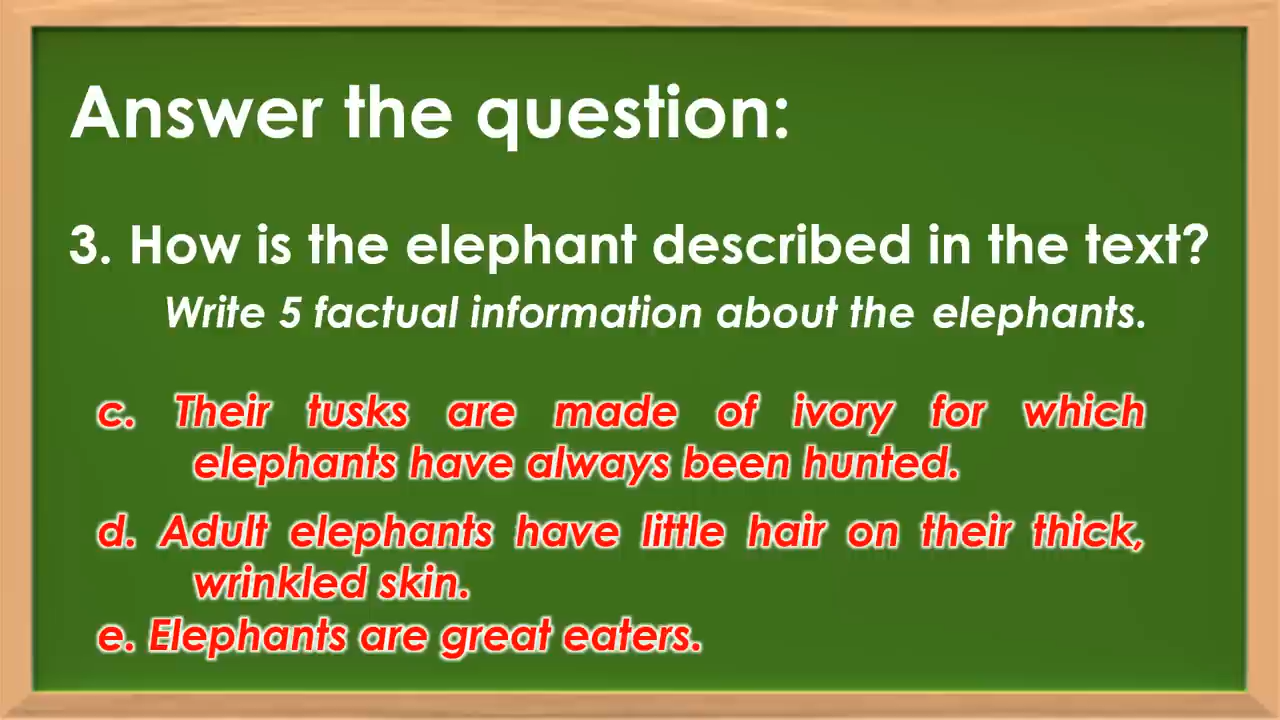 Answer the question:
3. How is the elephant described in the text?
Write 5 factual information about the elephants.
c. Their tusks are made of ivory for which
elephants have always been hunted.
d. Adult elephants have little hair on their thick,
wrinkled skin.
e. Elephants are great eaters.